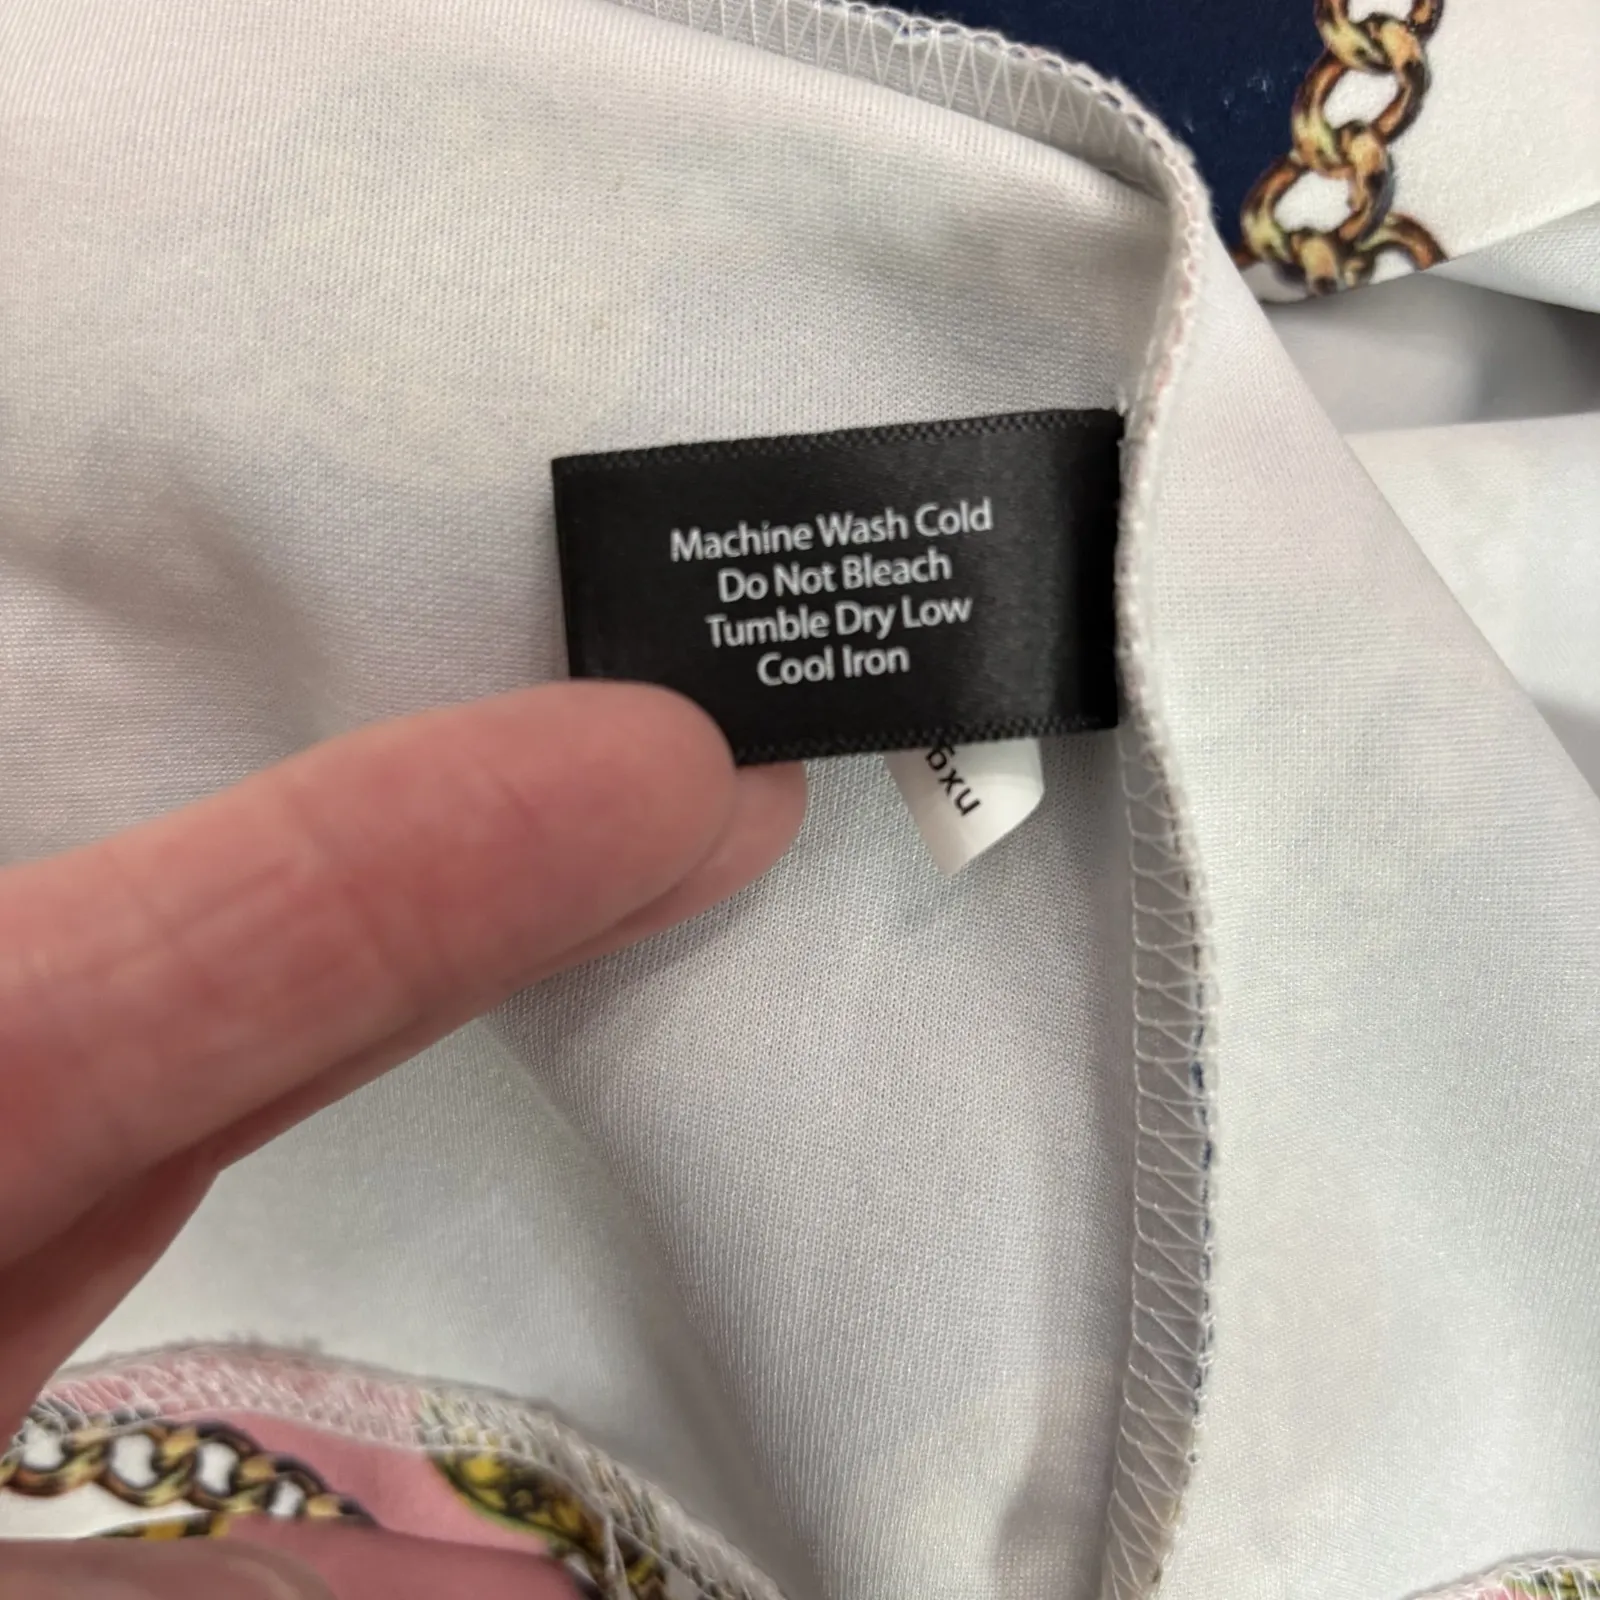 Machine Wash Cold
Do Not Bleach
Tumble Dry Low
Cool Iron